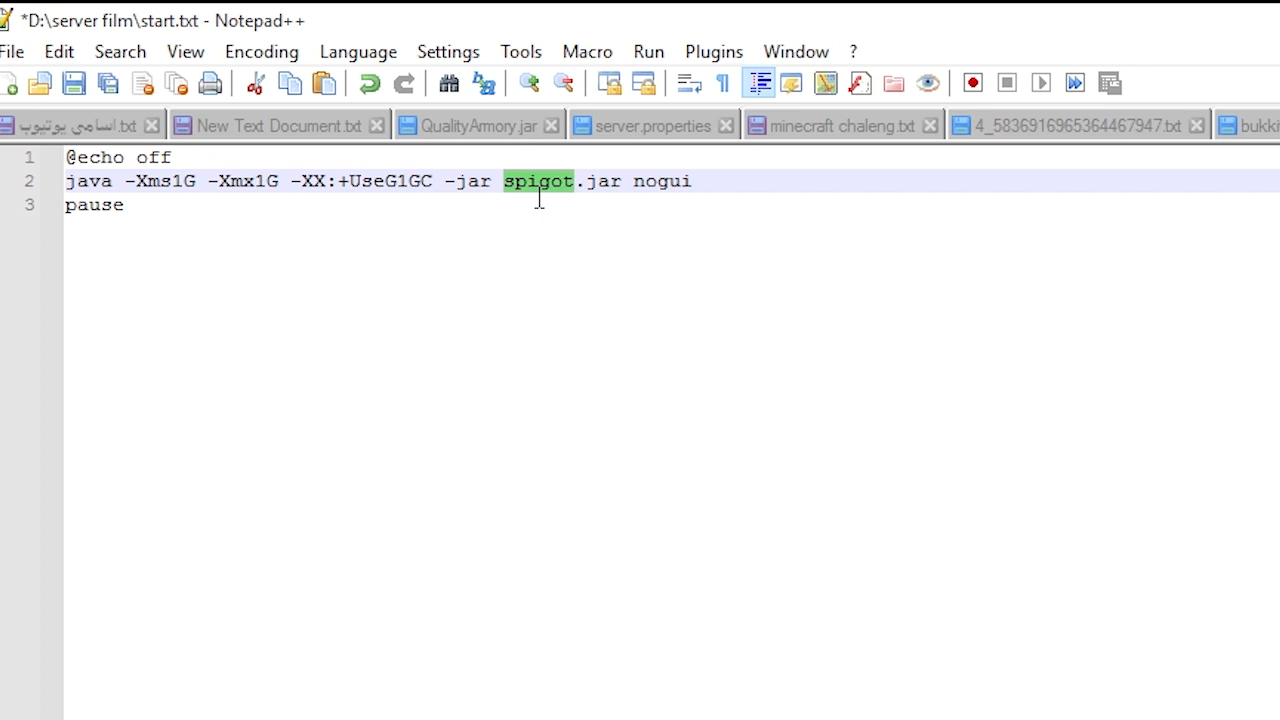 *D:\server film\start.txt - Notepad++
File Edit Search View Encoding Language Settings Tools Macro Run Plugins Window ?
اسامی یوتیوب.txt New Text Document.txt QualityArmory.jar server.properties minecraft chaleng.txt 4_5836916965364467947.txt bukki
1 @echo off
2 java -Xms1G -Xmx1G -XX:+UseG1GC -jar spigot.jar nogui
3 pause